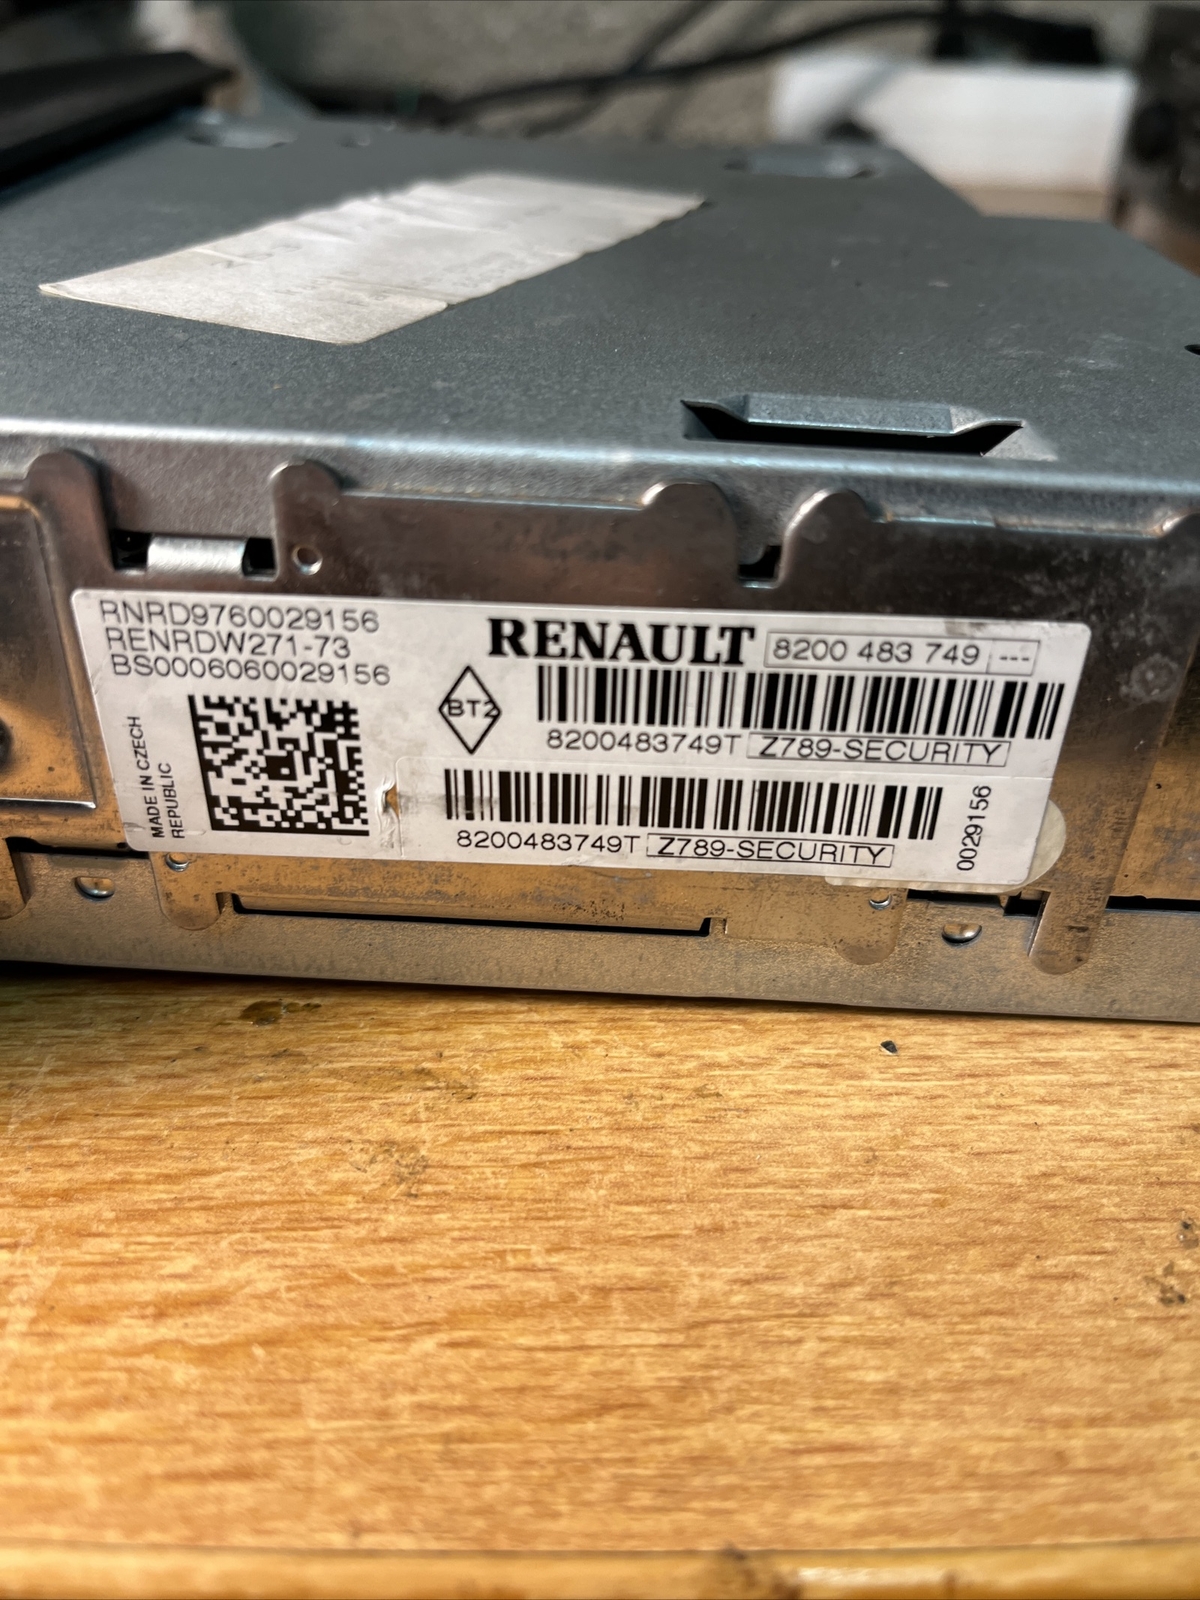 RNRD9760029156
RENRDW271-73
BS0006060029156
MADE IN CZECH
REPUBLIC
RENAULT 8200 483 749 ---
BT2
8200483749T Z789-SECURITY
8200483749T Z789-SECURITY
0029156